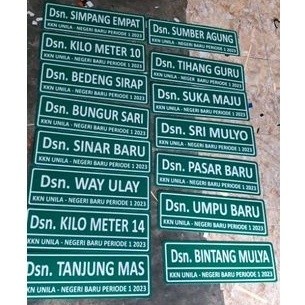 Dsn. SIMPANG EMPAT
KKN UNILA - NEGERI BARU PERIODE 1 2023
Dsn. KILO METER 10
KKN UNILA - NEGERI BARU PERIODE 1 2023
Dsn. BEDENG SIRAP
KKN UNILA - NEGERI BARU PERIODE 1 2023
Dsn. BUNGUR SARI
KKN UNILA - NEGERI BARU PERIODE 1 2023
Dsn. SINAR BARU
KKN UNILA - NEGERI BARU PERIODE 1 2023
Dsn. WAY ULAY
KKN UNILA - NEGERI BARU PERIODE 1 2023
Dsn. KILO METER 14
KKN UNILA - NEGERI BARU PERIODE 1 2023
Dsn. TANJUNG MAS
KKN UNILA - NEGERI BARU PERIODE 1 2023
Dsn. SUMBER AGUNG
KKN UNILA - NEGERI BARU PERIODE 1 2023
Dsn. TIHANG GURU
KKN UNILA - NEGERI BARU PERIODE 1 2023
Dsn. SUKA MAJU
KKN UNILA - NEGERI BARU PERIODE 1 2023
Dsn. SRI MULYO
KKN UNILA - NEGERI BARU PERIODE 1 2023
Dsn. PASAR BARU
KKN UNILA - NEGERI BARU PERIODE 1 2023
Dsn. UMPU BARU
KKN UNILA - NEGERI BARU PERIODE 1 2023
Dsn. BINTANG MULYA
KKN UNILA - NEGERI BARU PERIODE 1 2023